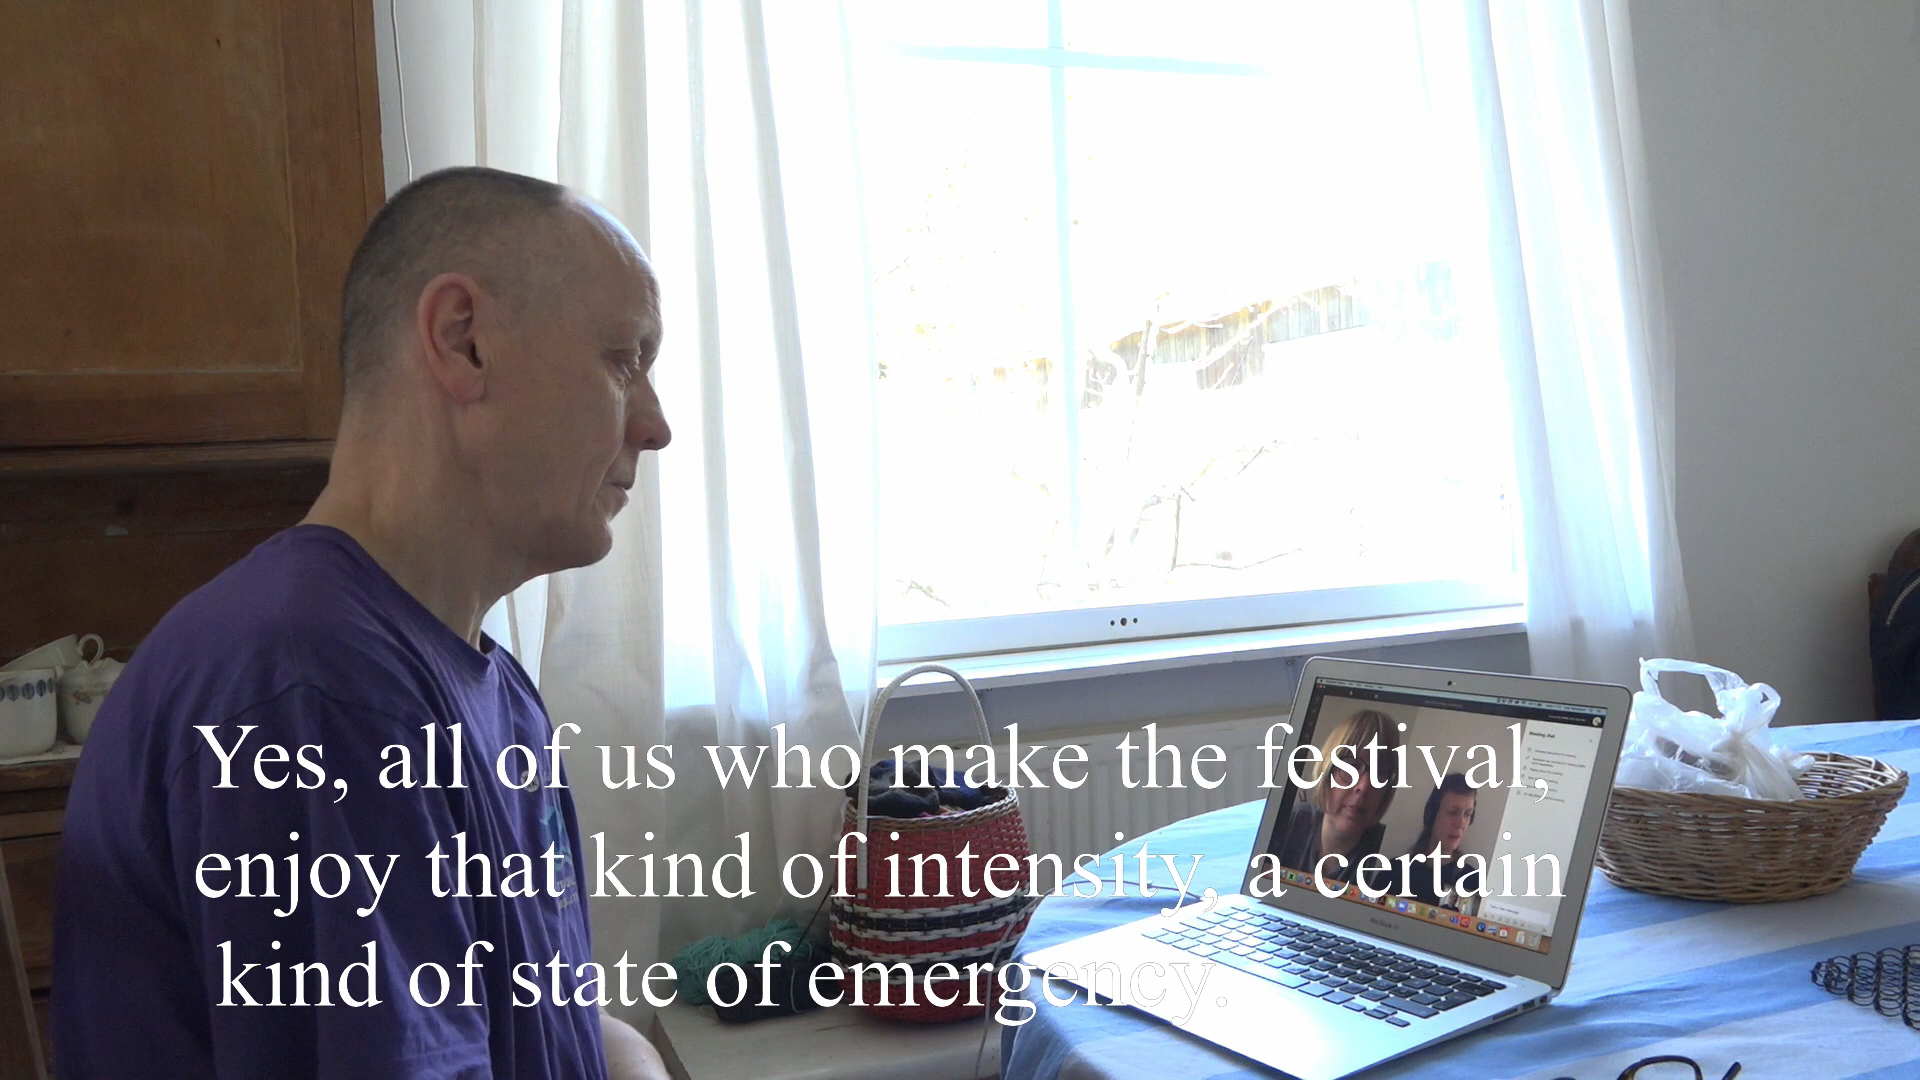 Yes, all of us who make the festival,
enjoy that kind of intensity, a certain
kind of state of emergency.